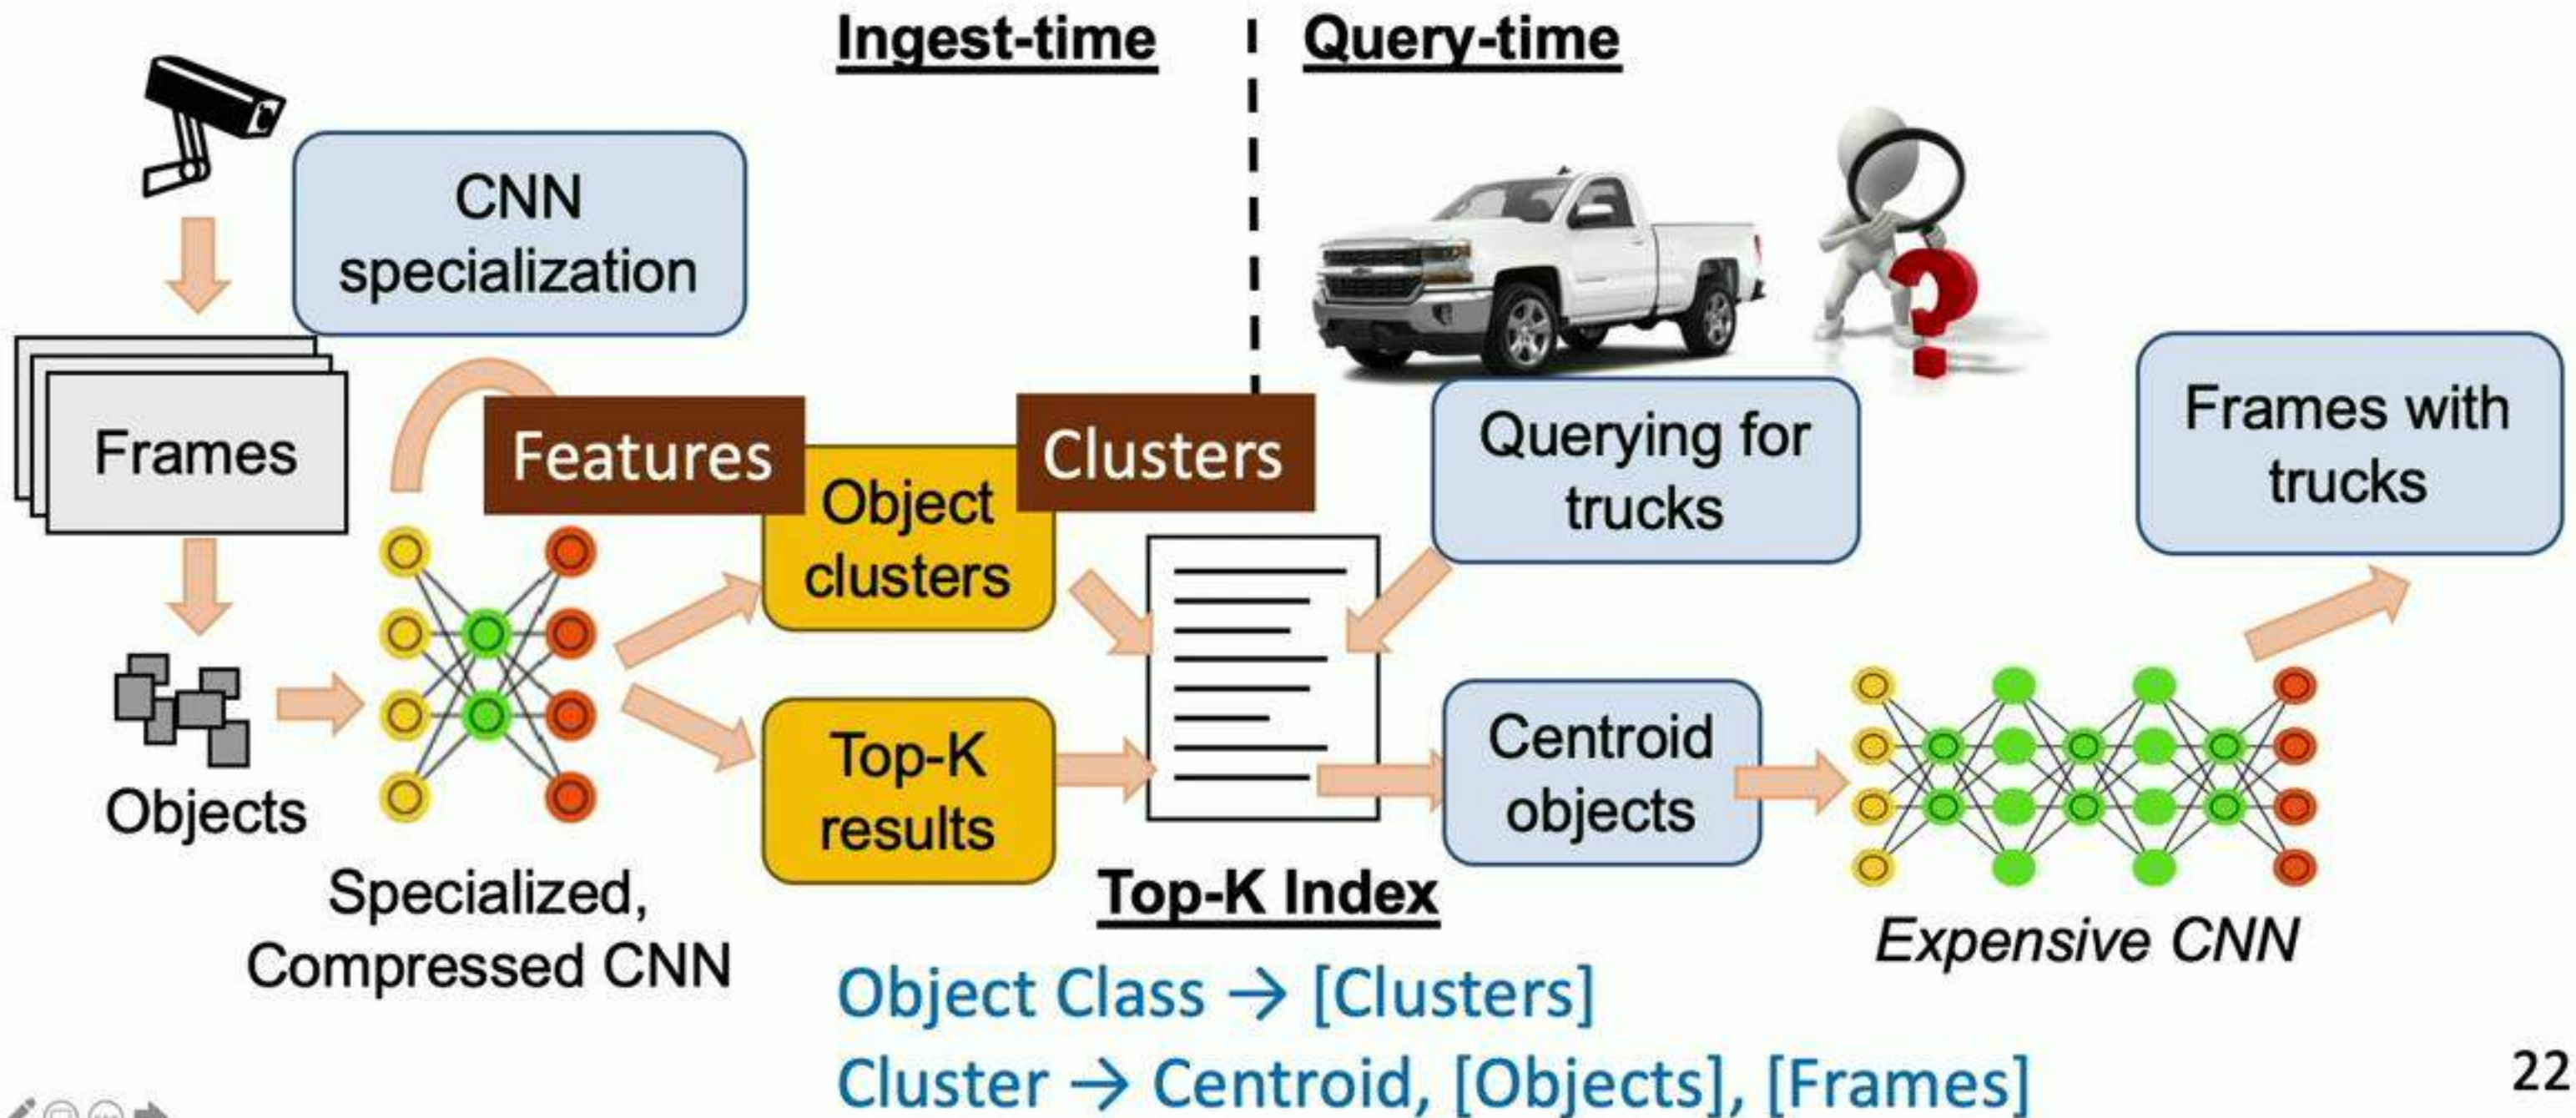 Ingest-time
Query-time
CNN
specialization
Frames
Features
Clusters
Object
clusters
Querying for
trucks
Frames with
trucks
Objects
Top-K
results
Centroid
objects
Specialized,
Compressed CNN
Top-K Index
Expensive CNN
Object Class → [Clusters]
Cluster → Centroid, [Objects], [Frames]
22